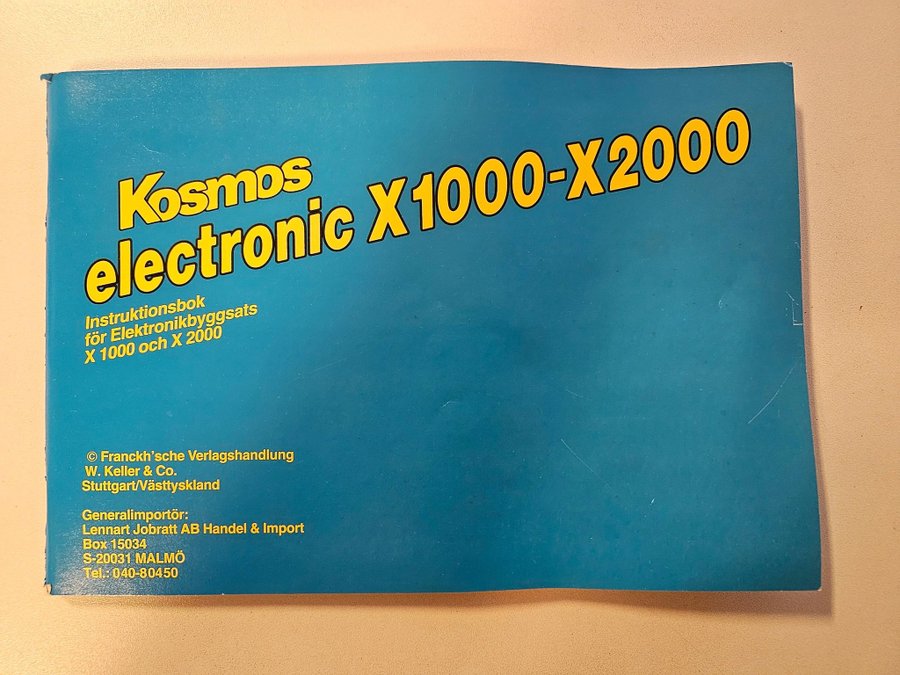 Kosmos
electronic X1000-X2000
Instruktionsbok
för Elektronikbyggsats
X 1000 och X 2000
© Franckh'sche Verlagshandlung
W. Keller & Co.
Stuttgart/Västtyskland
Generalimportör:
Lennart Jobratt AB Handel & Import
Box 15034
S-20031 MALMÖ
Tel.: 040-80450